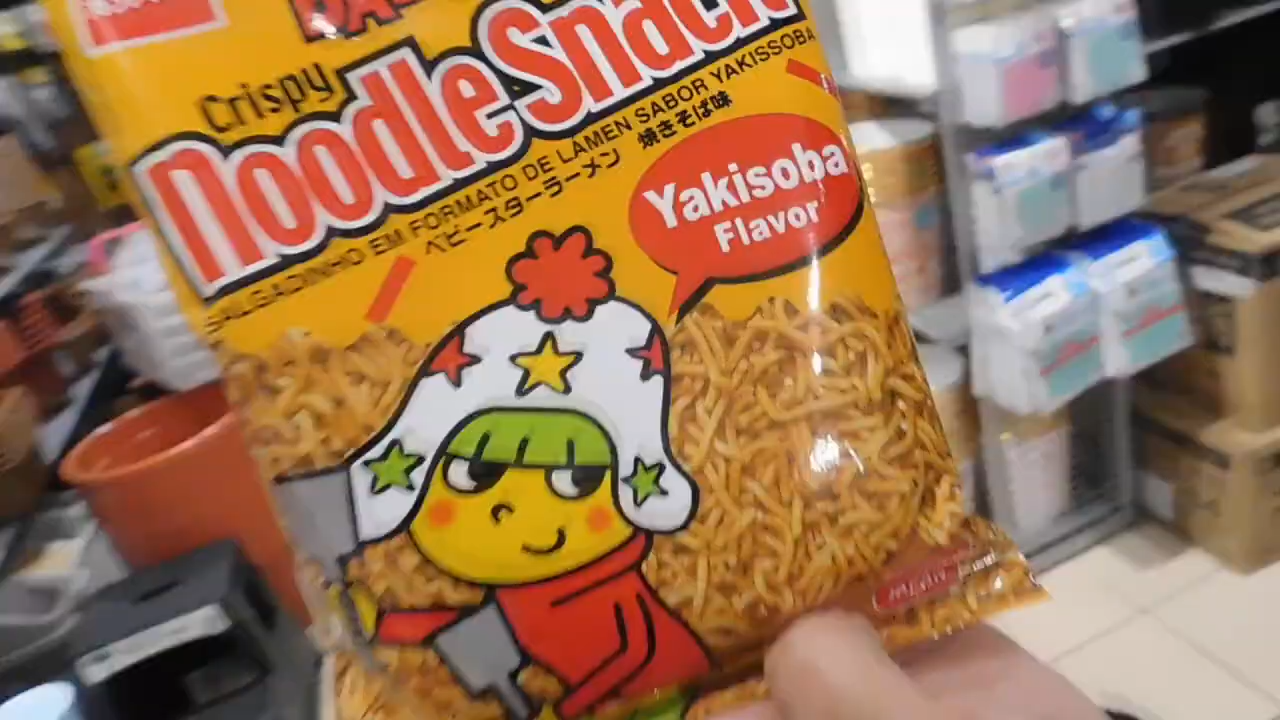 Crispy
Noodle Snack
SALGADINHO EM FORMATO DE LÁMEN SABOR YAKISSOBA
ベビースターラーメン 焼きそば味
Yakisoba
Flavor